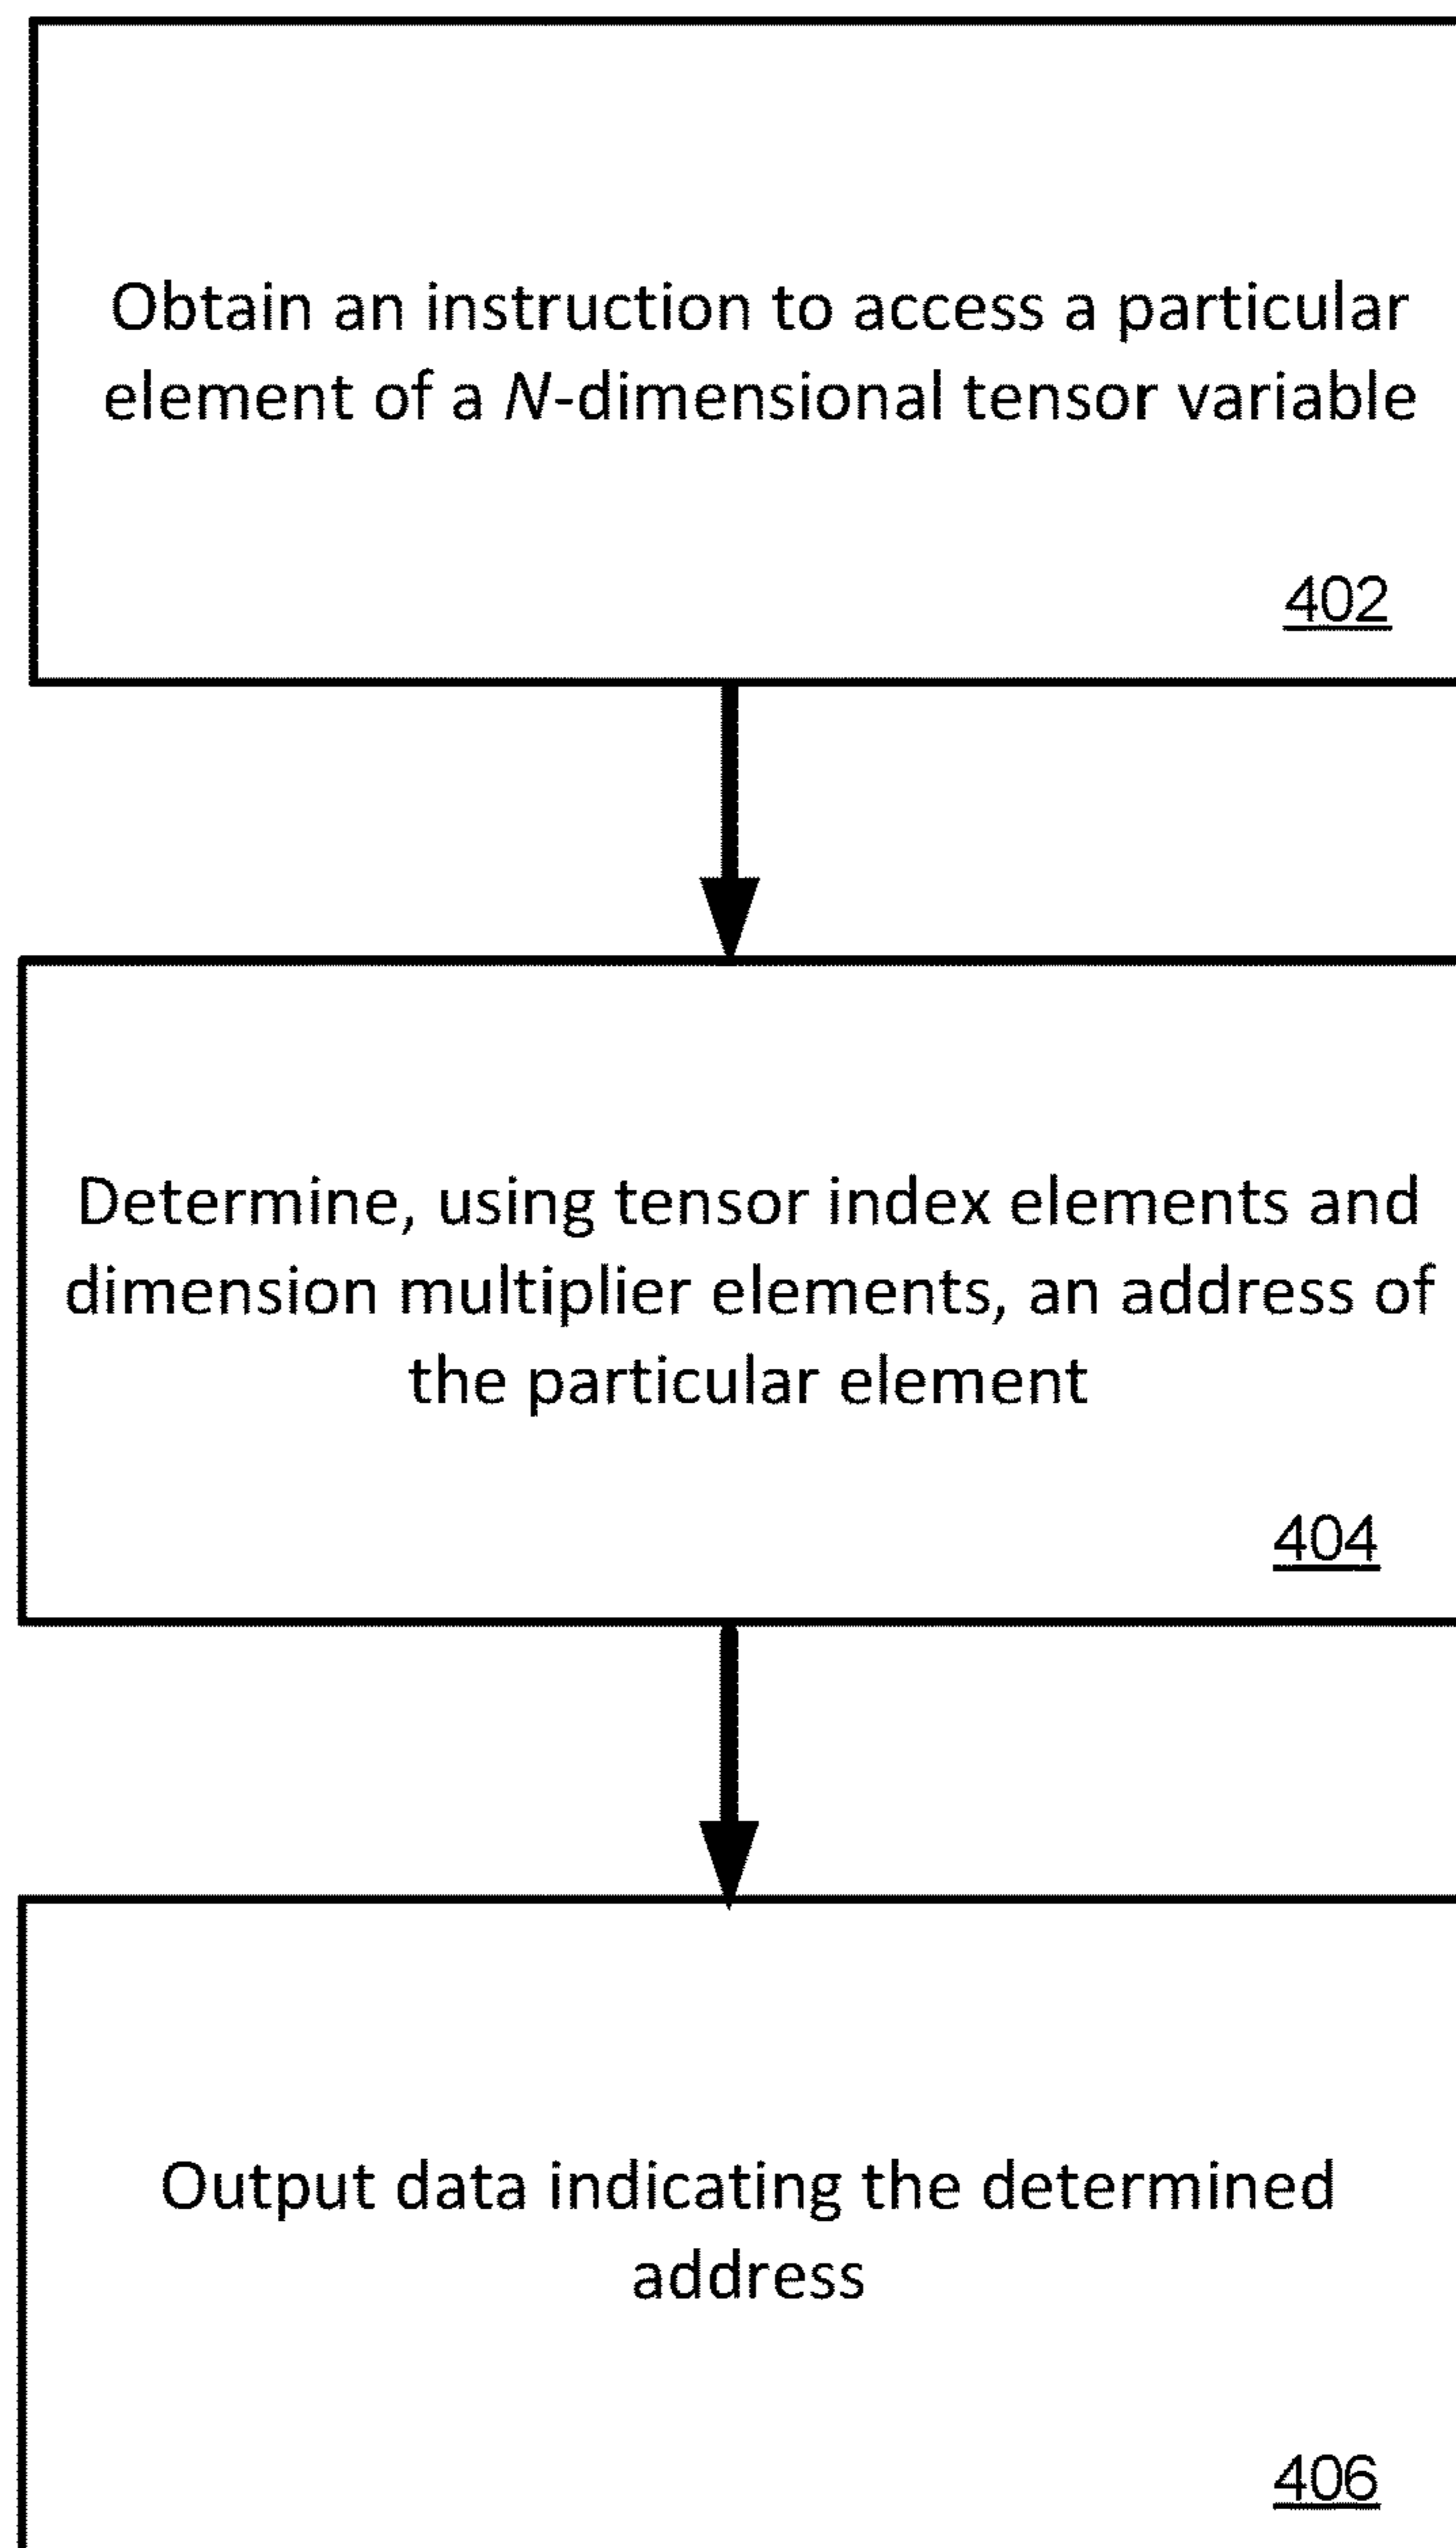 Obtain an instruction to access a particular
element of a N-dimensional tensor variable
402
Determine, using tensor index elements and
dimension multiplier elements, an address of
the particular element
404
Output data indicating the determined
address
406